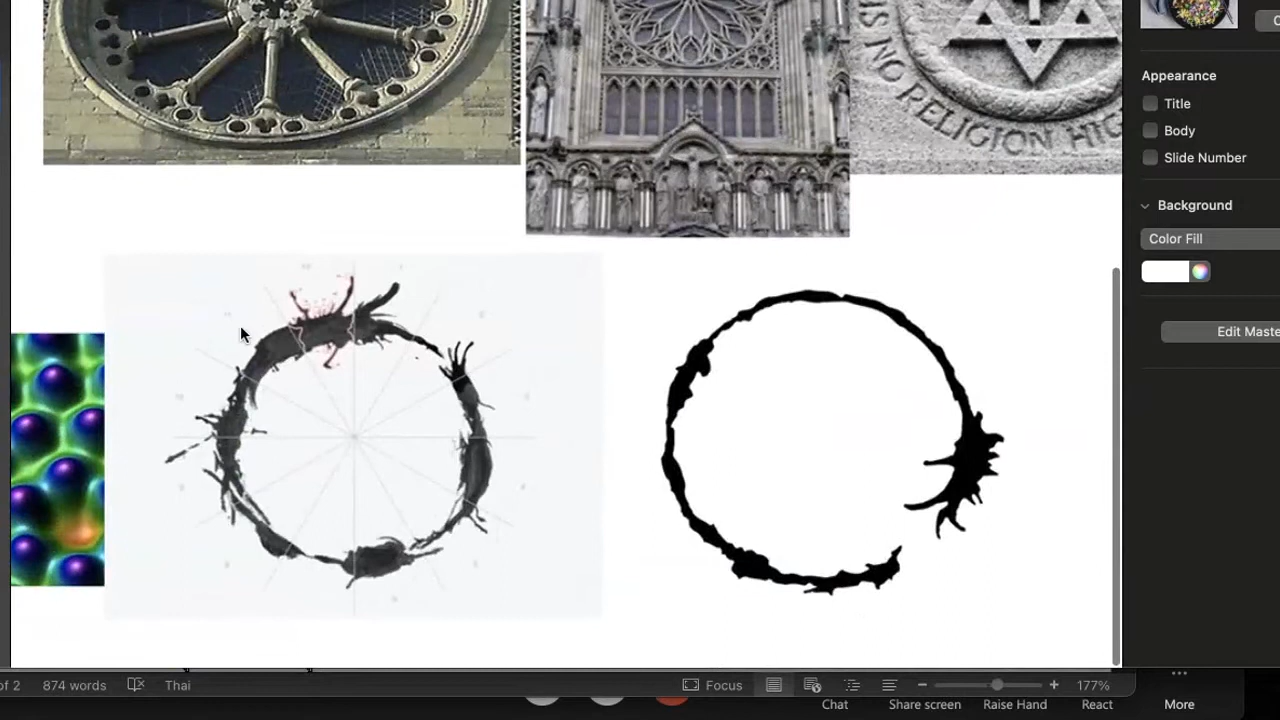 IS NO RELIGION HIG
Appearance
Title
Body
Slide Number
Background
Color Fill
Edit Maste
of 2
874 words
Thai
Focus
177%
Chat
Share screen
Raise Hand
React
More